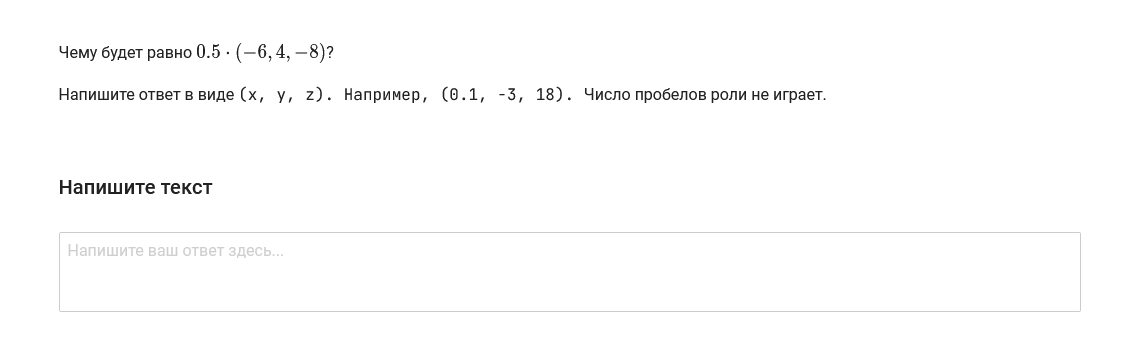 Чему будет равно 0.5 · (−6, 4, −8)?
Напишите ответ в виде (x, y, z). Например, (0.1, -3, 18). Число пробелов роли не играет.
Напишите текст
Напишите ваш ответ здесь...